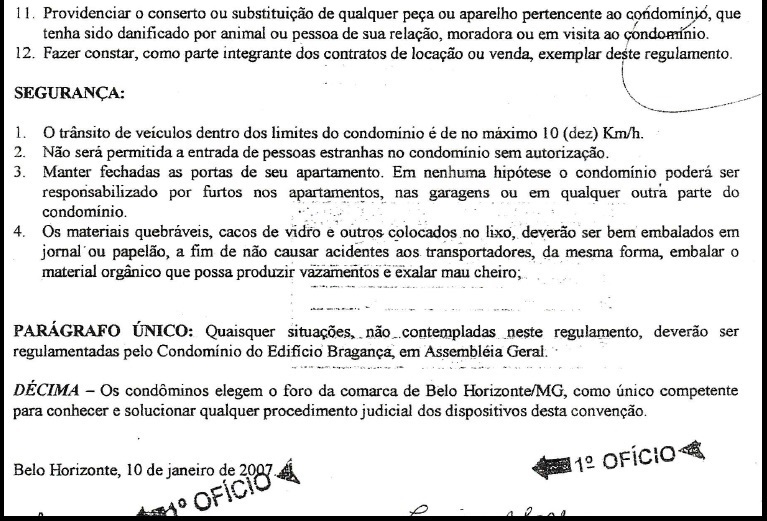 11. Providenciar o conserto ou substituição de qualquer peça ou aparelho pertencente ao condomínio, que
tenha sido danificado por animal ou pessoa de sua relação, moradora ou em visita ao condomínio.
12. Fazer constar, como parte integrante dos contratos de locação ou venda, exemplar deste regulamento.
SEGURANÇA:
1. O trânsito de veículos dentro dos limites do condomínio é de no máximo 10 (dez) Km/h.
2. Não será permitida a entrada de pessoas estranhas no condomínio sem autorização.
3. Manter fechadas as portas de seu apartamento. Em nenhuma hipótese o condomínio poderá ser
responsabilizado por furtos nos apartamentos, nas garagens ou em qualquer outra parte do
condomínio.
4. Os materiais quebráveis, cacos de vidro e outros colocados no lixo, deverão ser bem embalados em
jornal ou papelão, a fim de não causar acidentes aos transportadores, da mesma forma, embalar o
material orgânico que possa produzir vazamentos e exalar mau cheiro;
PARÁGRAFO ÚNICO: Quaisquer situações, não contempladas neste regulamento, deverão ser
regulamentadas pelo Condomínio do Edifício Bragança, em Assembléia Geral.
DÉCIMA – Os condôminos elegem o foro da comarca de Belo Horizonte/MG, como único competente
para conhecer e solucionar qualquer procedimento judicial dos dispositivos desta convenção.
Belo Horizonte, 10 de janeiro de 2007.
1º OFÍCIO
1º OFÍCIO